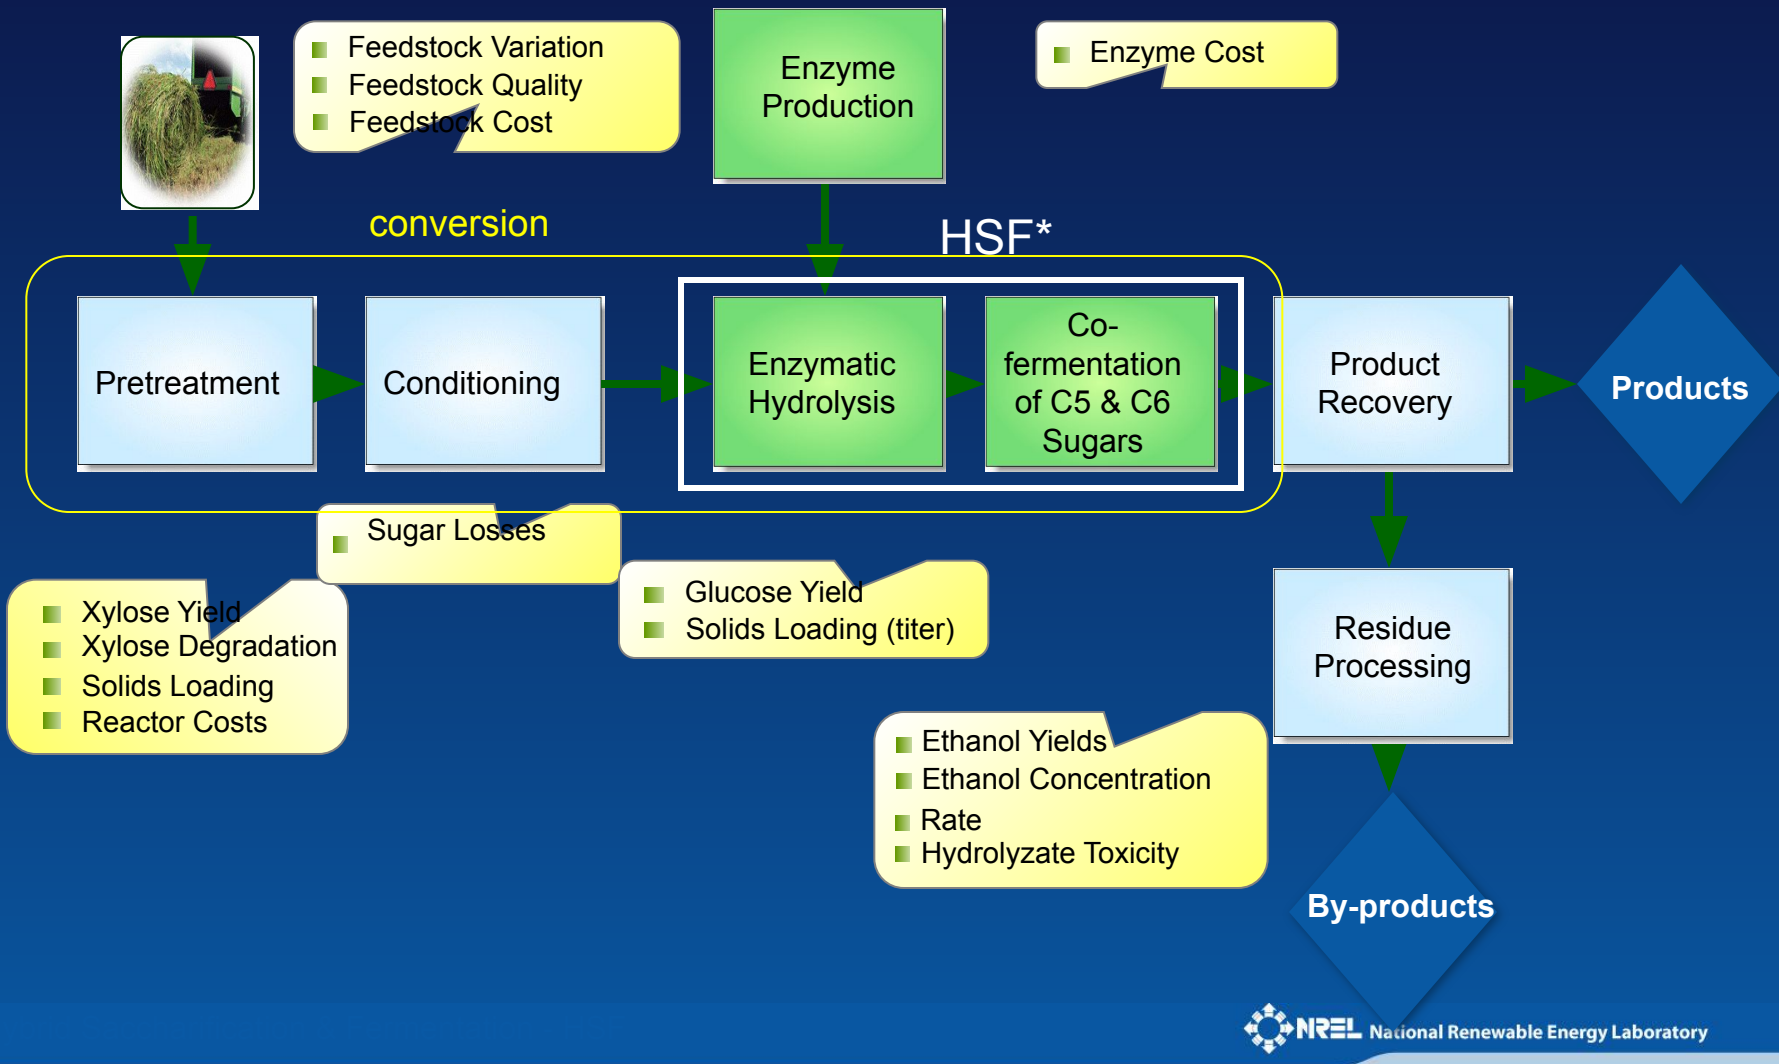 Feedstock Variation
Feedstock Quality
Feedstock Cost
Enzyme
Production
Enzyme Cost
conversion
HSF*
Pretreatment
Conditioning
Enzymatic
Hydrolysis
Co-
fermentation
of C5 & C6
Sugars
Product
Recovery
Products
Sugar Losses
Glucose Yield
Solids Loading (titer)
Xylose Yield
Xylose Degradation
Solids Loading
Reactor Costs
Residue
Processing
Ethanol Yields
Ethanol Concentration
Rate
Hydrolyzate Toxicity
By-products
NREL National Renewable Energy Laboratory